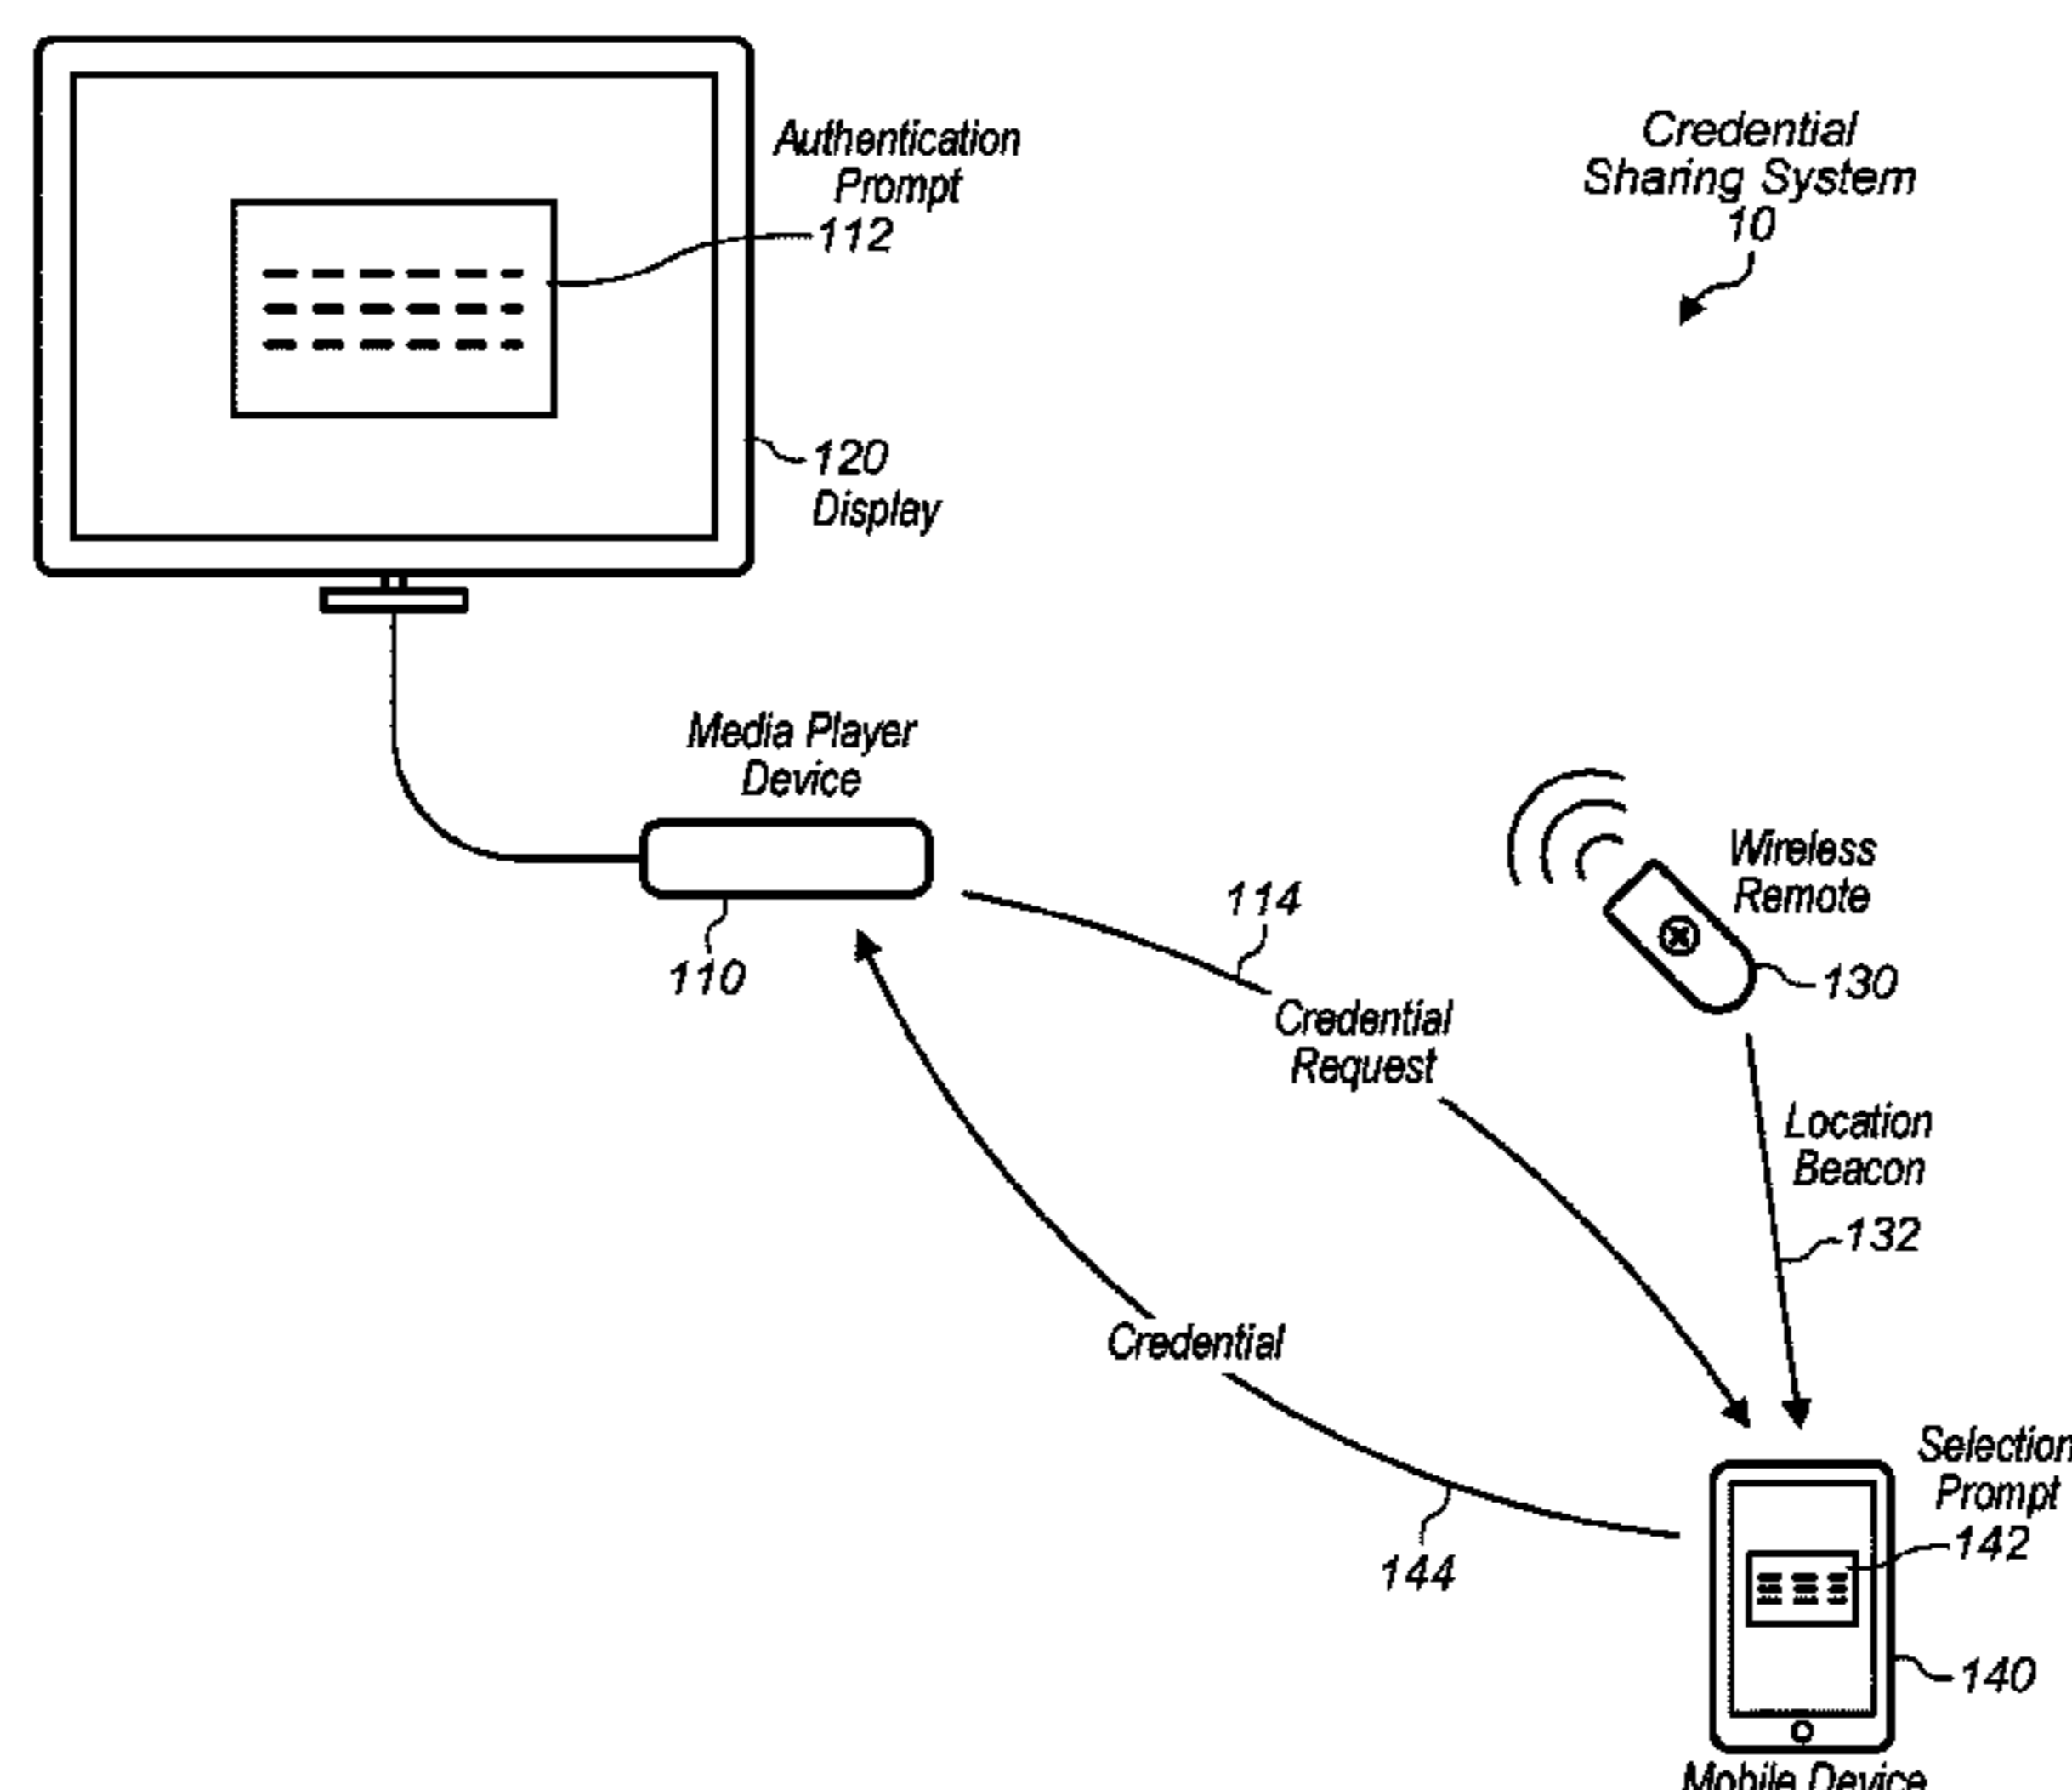 Authentication
Prompt
112
Credential
Sharing System
10
120
Display
Media Player
Device
110
114
Credential
Request
Wireless
Remote
130
Location
Beacon
132
Credential
144
Selection
Prompt
142
140
Mobile Device